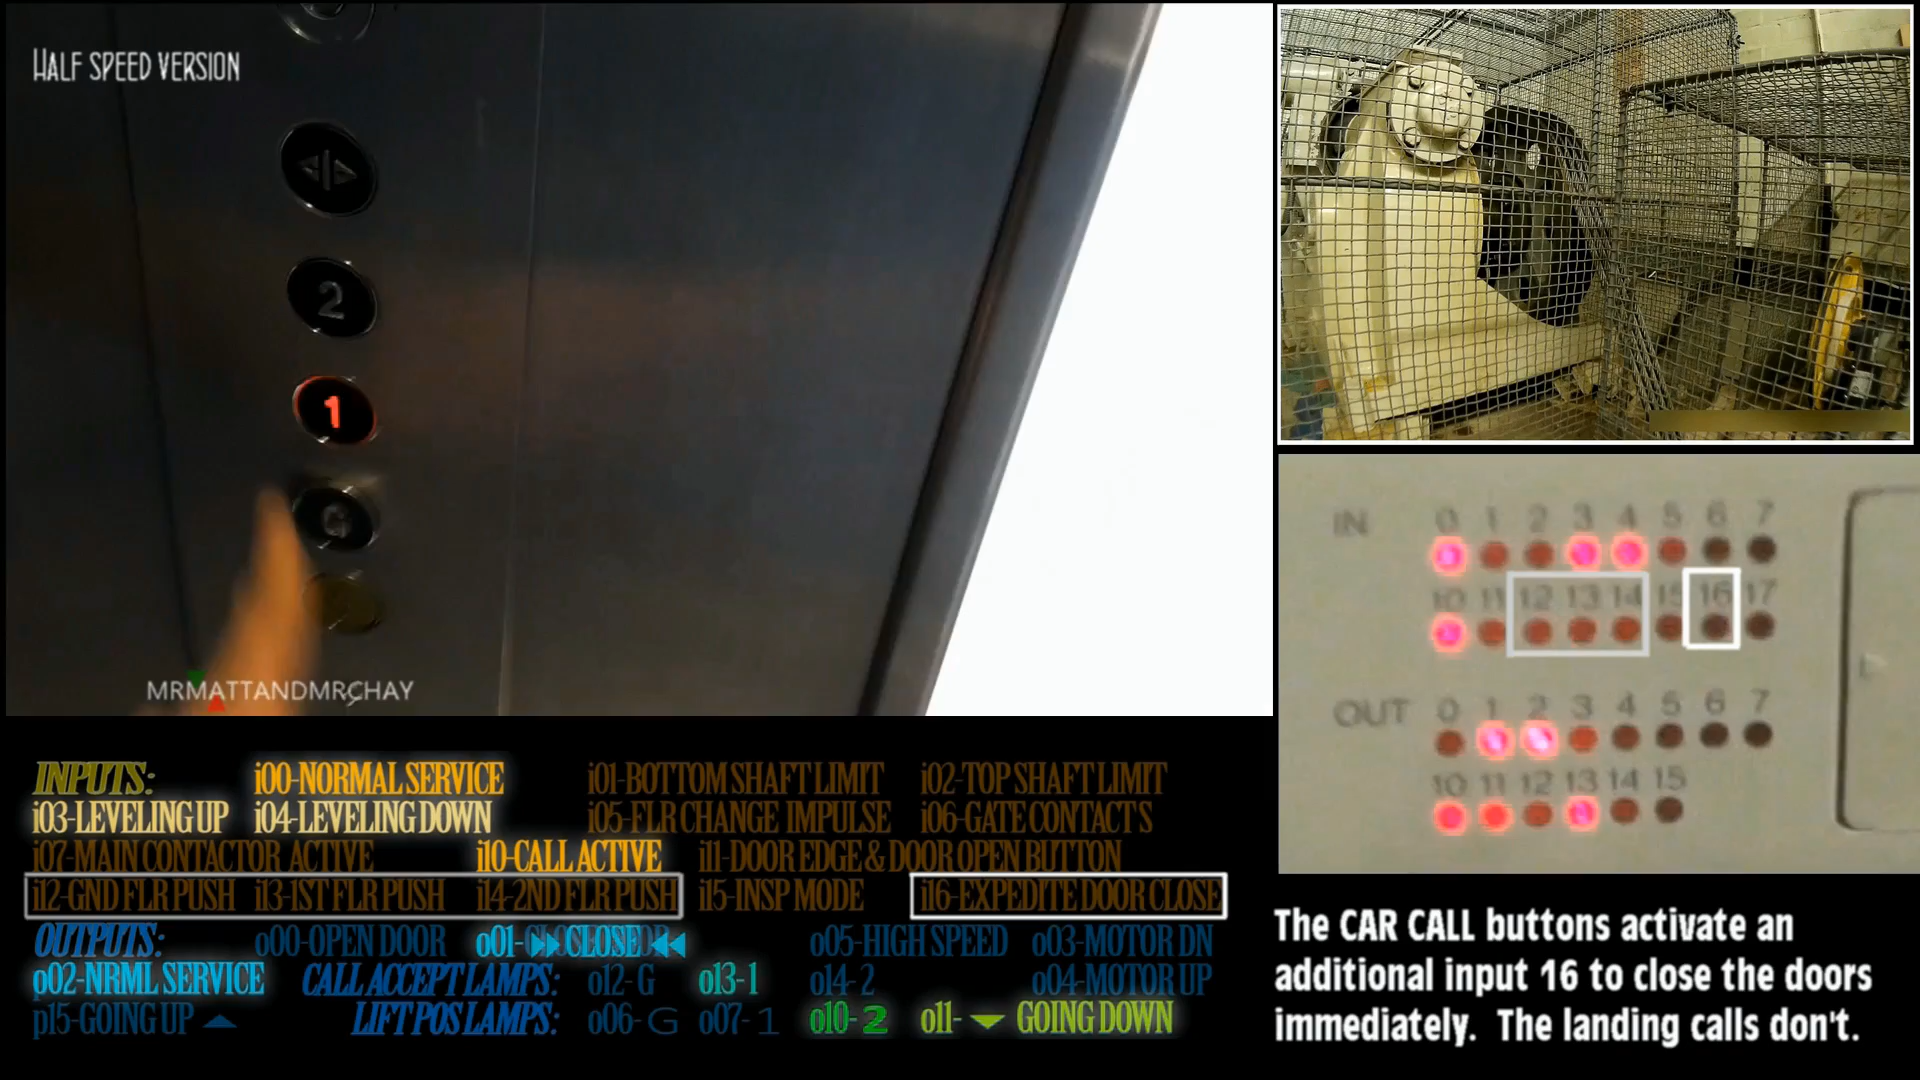 HALF SPEED VERSION
2
1
G
MRMATTANDMRCHAY
IN 0 1 2 3 4 5 6 7
10 11 12 13 14 15 16 17
OUT 0 1 2 3 4 5 6 7
10 11 12 13 14 15
INPUTS: i00-NORMAL SERVICE i01-BOTTOM SHAFT LIMIT i02-TOP SHAFT LIMIT
i03-LEVELING UP i04-LEVELING DOWN i05-FLR CHANGE IMPULSE i06-GATE CONTACTS
i07-MAIN CONTACTOR ACTIVE i10-CALL ACTIVE i11-DOOR EDGE & DOOR OPEN BUTTON
i12-GND FLR PUSH i13-1ST FLR PUSH i14-2ND FLR PUSH i15-INSP MODE i16-EXPEDITE DOOR CLOSE
OUTPUTS: o00-OPEN DOOR o01-CLOSE o05-HIGH SPEED o03-MOTOR DN
o02-NRML SERVICE CALL ACCEPT LAMPS: o12-G o13-1 o14-2 o04-MOTOR UP
p15-GOING UP LIFT POS LAMPS: o06-G o07-1 o10-2 o11- GOING DOWN
The CAR CALL buttons activate an
additional input 16 to close the doors
immediately. The landing calls don't.